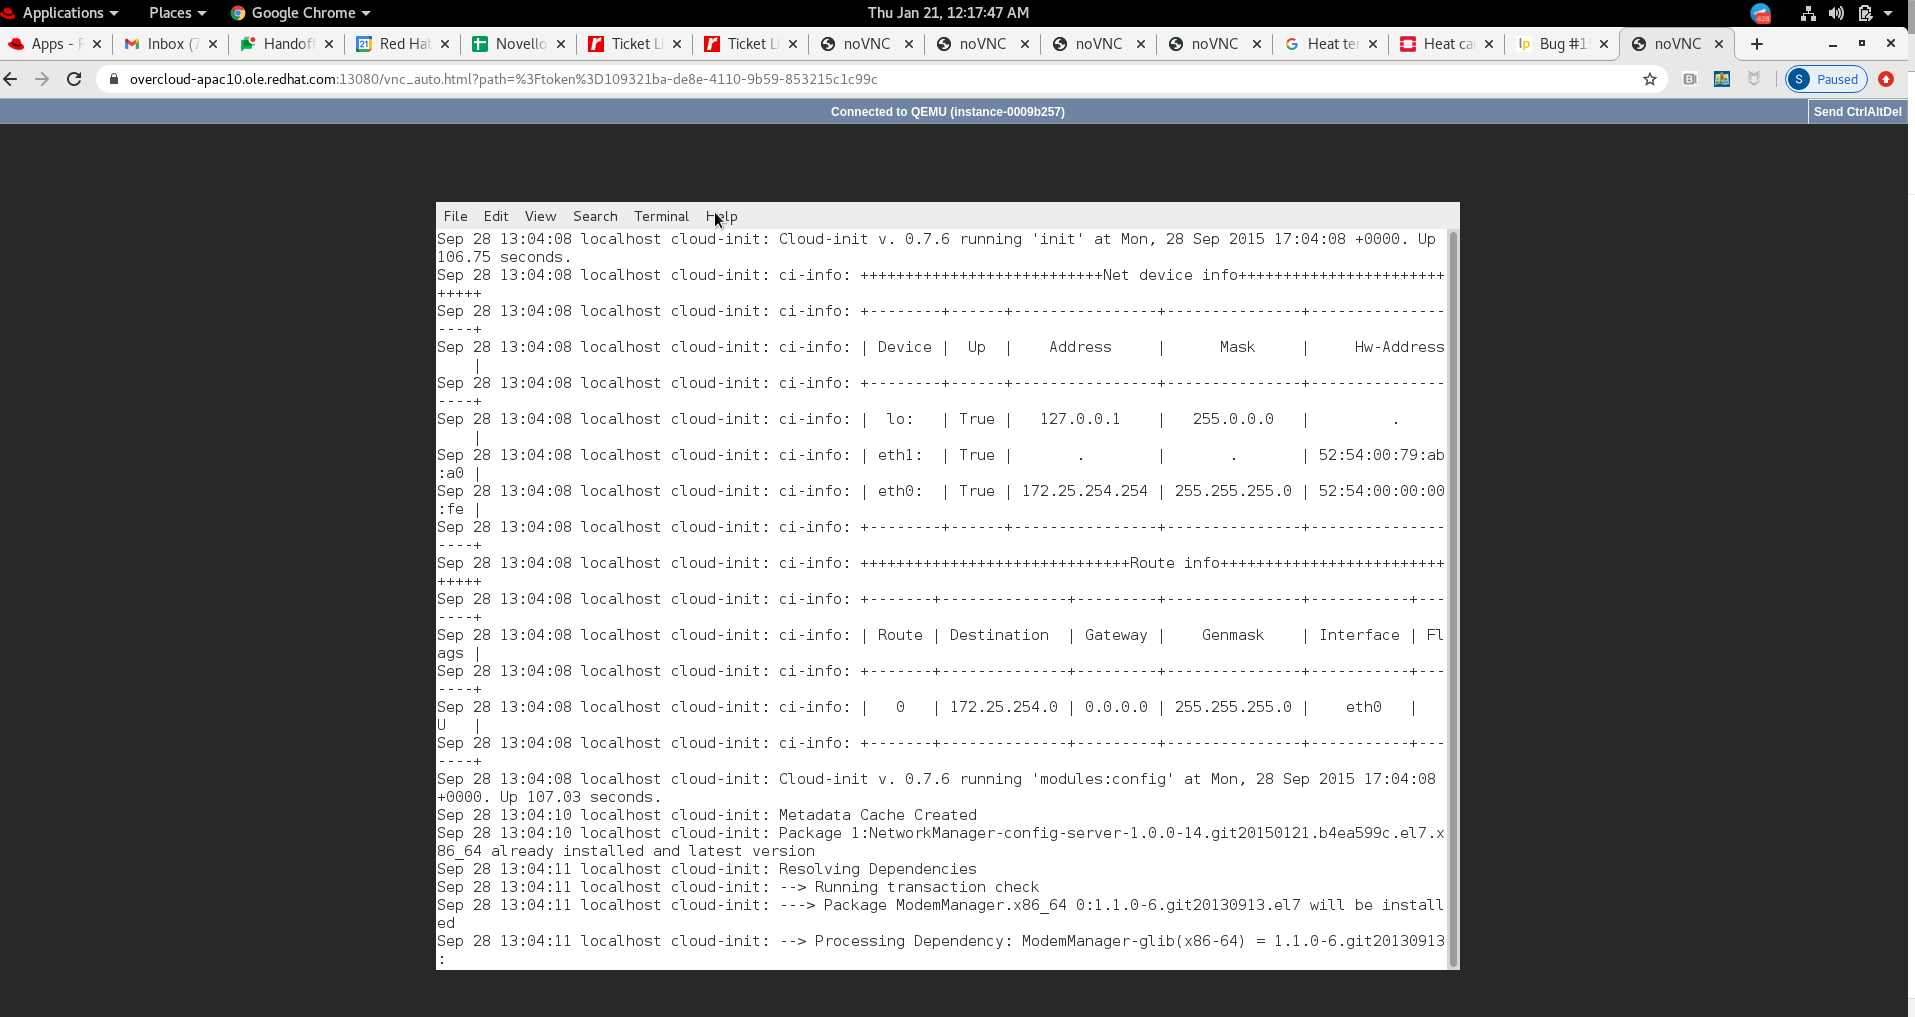 Applications Places Google Chrome Thu Jan 21, 12:17:47 AM 428
Apps - R Inbox (7 Handoff Red Hat Novello Ticket Li Ticket Li noVNC noVNC noVNC noVNC Heat te Heat ca Bug #1 noVNC
overcloud-apac10.ole.redhat.com:13080/vnc_auto.html?path=%3Ftoken%3D109321ba-de8e-4110-9b59-853215c1c99c S Paused
Connected to QEMU (instance-0009b257) Send CtrlAltDel
File Edit View Search Terminal Help
Sep 28 13:04:08 localhost cloud-init: Cloud-init v. 0.7.6 running 'init' at Mon, 28 Sep 2015 17:04:08 +0000. Up
106.75 seconds.
Sep 28 13:04:08 localhost cloud-init: ci-info: +++++++++++++++++++++++++++Net device info+++++++++++++++++++++++
+++++
Sep 28 13:04:08 localhost cloud-init: ci-info: +--------+------+----------------+---------------+---------------
----+
Sep 28 13:04:08 localhost cloud-init: ci-info: | Device |  Up  |    Address     |      Mask     |     Hw-Address
    |
Sep 28 13:04:08 localhost cloud-init: ci-info: +--------+------+----------------+---------------+---------------
----+
Sep 28 13:04:08 localhost cloud-init: ci-info: |  lo:   | True |   127.0.0.1    |   255.0.0.0   |         .
    |
Sep 28 13:04:08 localhost cloud-init: ci-info: | eth1:  | True |       .        |       .       | 52:54:00:79:ab
:a0 |
Sep 28 13:04:08 localhost cloud-init: ci-info: | eth0:  | True | 172.25.254.254 | 255.255.255.0 | 52:54:00:00:00
:fe |
Sep 28 13:04:08 localhost cloud-init: ci-info: +--------+------+----------------+---------------+---------------
----+
Sep 28 13:04:08 localhost cloud-init: ci-info: ++++++++++++++++++++++++++++++Route info+++++++++++++++++++++++++
+++++
Sep 28 13:04:08 localhost cloud-init: ci-info: +-------+--------------+---------+---------------+-----------+---
----+
Sep 28 13:04:08 localhost cloud-init: ci-info: | Route | Destination  | Gateway |    Genmask    | Interface | Fl
ags |
Sep 28 13:04:08 localhost cloud-init: ci-info: +-------+--------------+---------+---------------+-----------+---
----+
Sep 28 13:04:08 localhost cloud-init: ci-info: |   0   | 172.25.254.0 | 0.0.0.0 | 255.255.255.0 |    eth0   |
U   |
Sep 28 13:04:08 localhost cloud-init: ci-info: +-------+--------------+---------+---------------+-----------+---
----+
Sep 28 13:04:08 localhost cloud-init: Cloud-init v. 0.7.6 running 'modules:config' at Mon, 28 Sep 2015 17:04:08
+0000. Up 107.03 seconds.
Sep 28 13:04:10 localhost cloud-init: Metadata Cache Created
Sep 28 13:04:10 localhost cloud-init: Package 1:NetworkManager-config-server-1.0.0-14.git20150121.b4ea599c.el7.x
86_64 already installed and latest version
Sep 28 13:04:11 localhost cloud-init: Resolving Dependencies
Sep 28 13:04:11 localhost cloud-init: --> Running transaction check
Sep 28 13:04:11 localhost cloud-init: ---> Package ModemManager.x86_64 0:1.1.0-6.git20130913.el7 will be install
ed
Sep 28 13:04:11 localhost cloud-init: --> Processing Dependency: ModemManager-glib(x86-64) = 1.1.0-6.git20130913
: